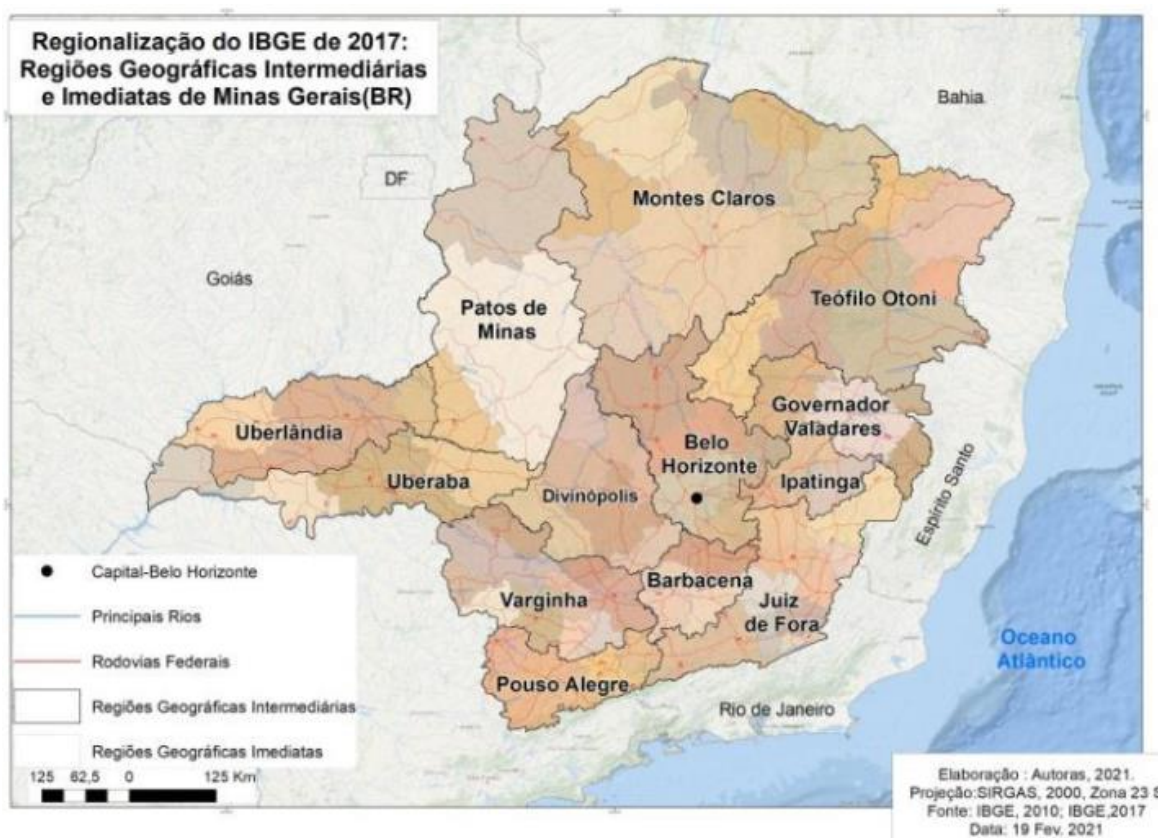 Regionalização do IBGE de 2017:
Regiões Geográficas Intermediárias
e Imediatas de Minas Gerais(BR)
Bahia
DF
Montes Claros
Goiás
Patos de
Minas
Teófilo Otoni
Uberlândia
Governador
Valadares
Belo
Horizonte
Uberaba
Divinópolis
Ipatinga
Espírito Santo
Capital-Belo Horizonte
Barbacena
Varginha
Juiz
de Fora
Principais Rios
Oceano
Atlântico
Rodovias Federais
Pouso Alegre
Regiões Geográficas Intermediárias
Rio de Janeiro
Regiões Geográficas Imediatas
125 62,5 0 125 Km
Elaboração : Autoras, 2021.
Projeção:SIRGAS, 2000, Zona 23 S
Fonte: IBGE, 2010; IBGE,2017
Data: 19 Fev. 2021